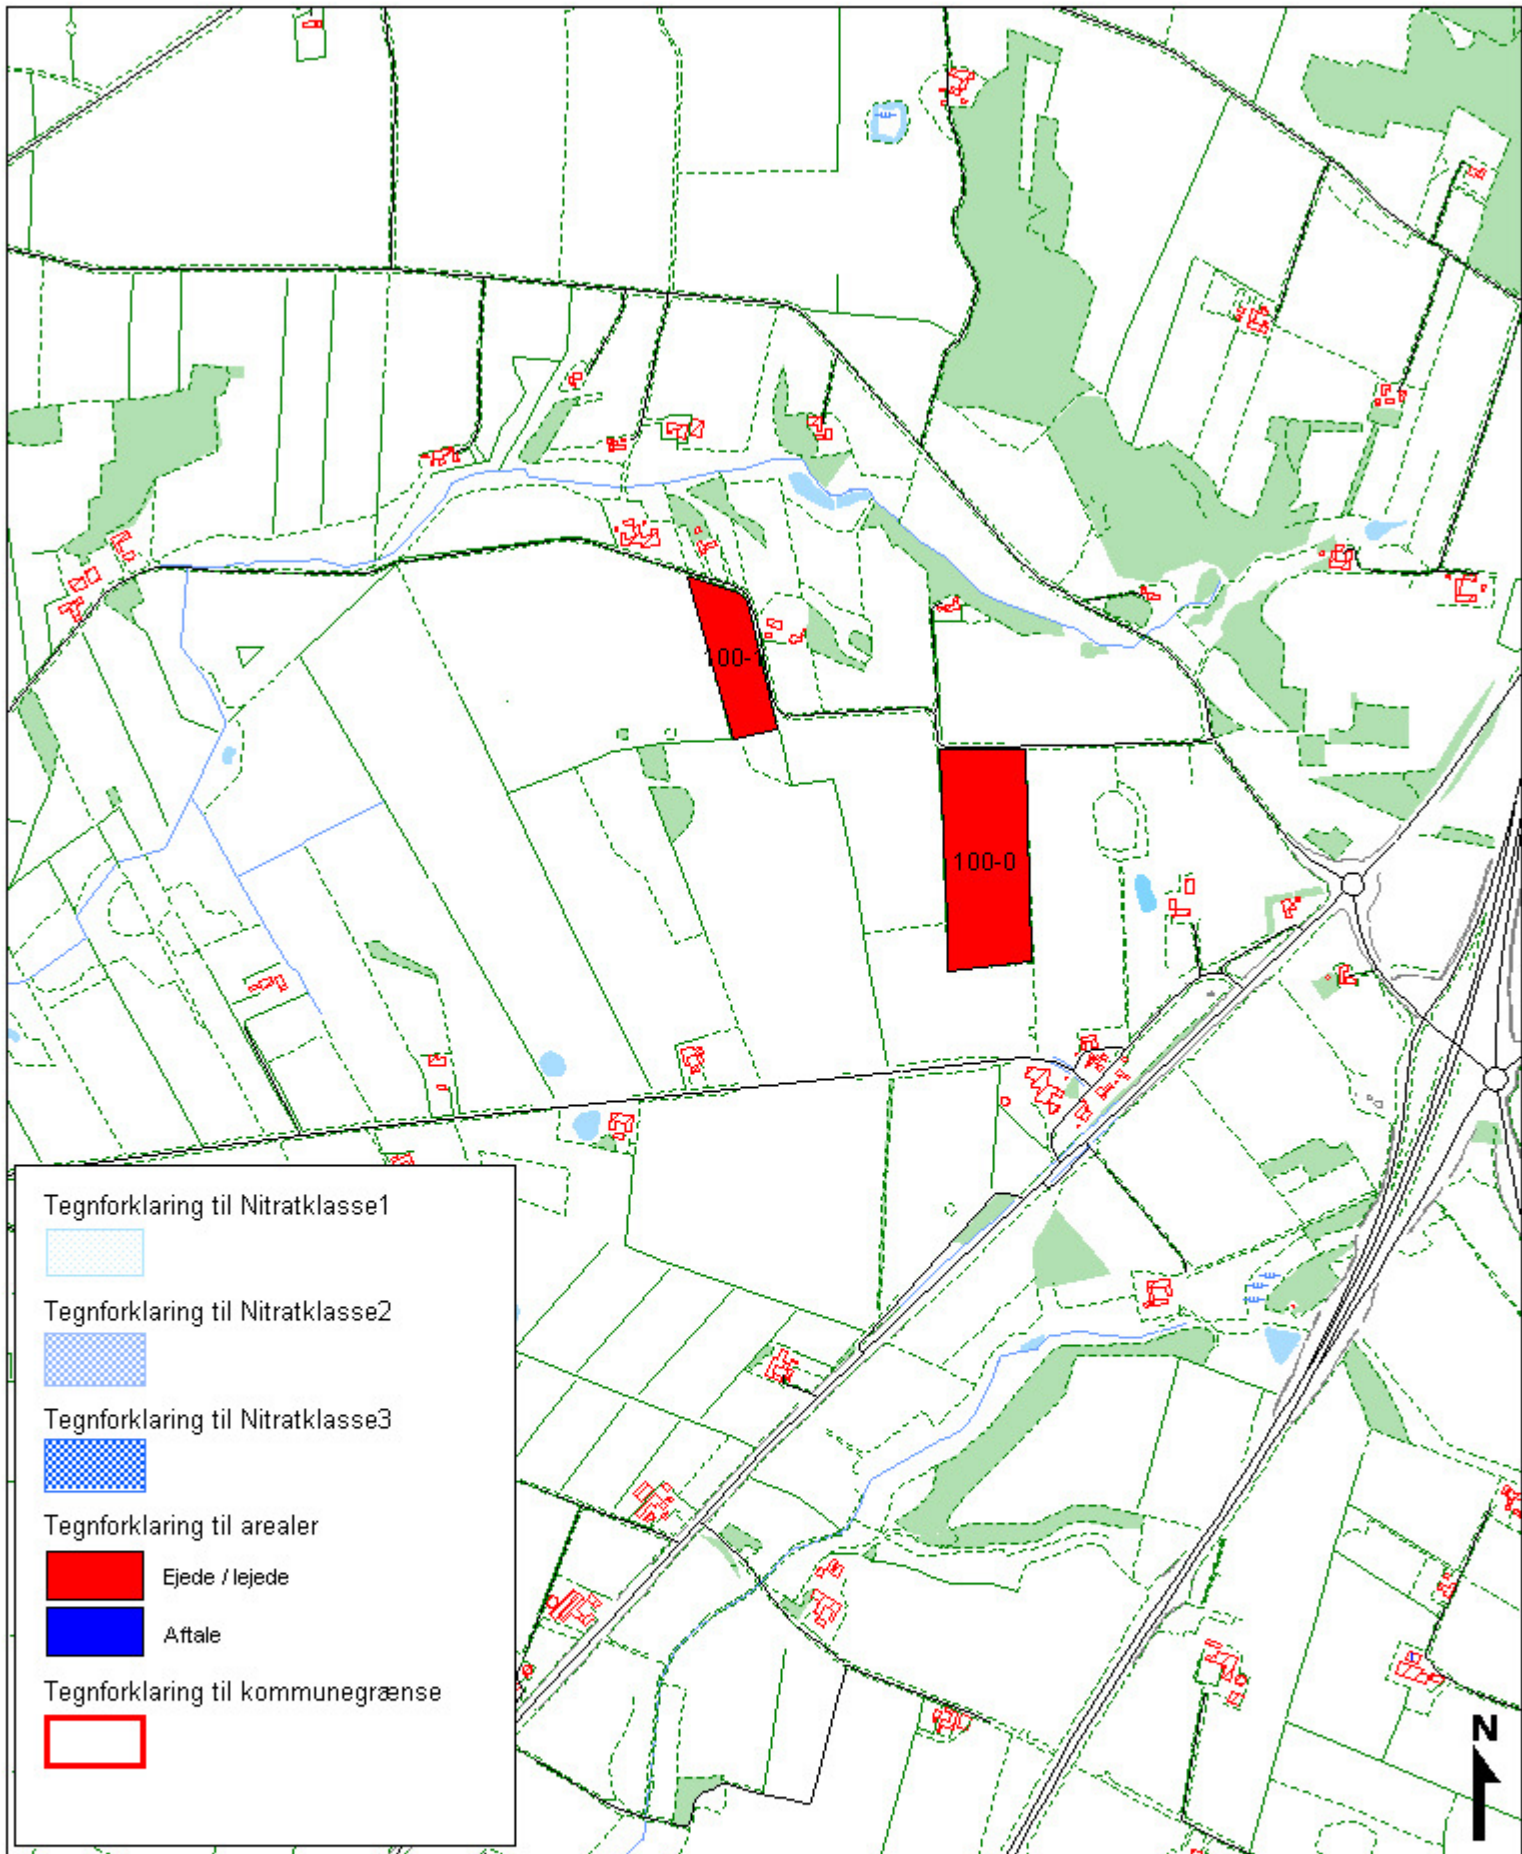 00-
100-0
Tegnforklaring til Nitratklasse1
Tegnforklaring til Nitratklasse2
Tegnforklaring til Nitratklasse3
Tegnforklaring til arealer
Ejede / lejede
Aftale
Tegnforklaring til kommunegrænse
N